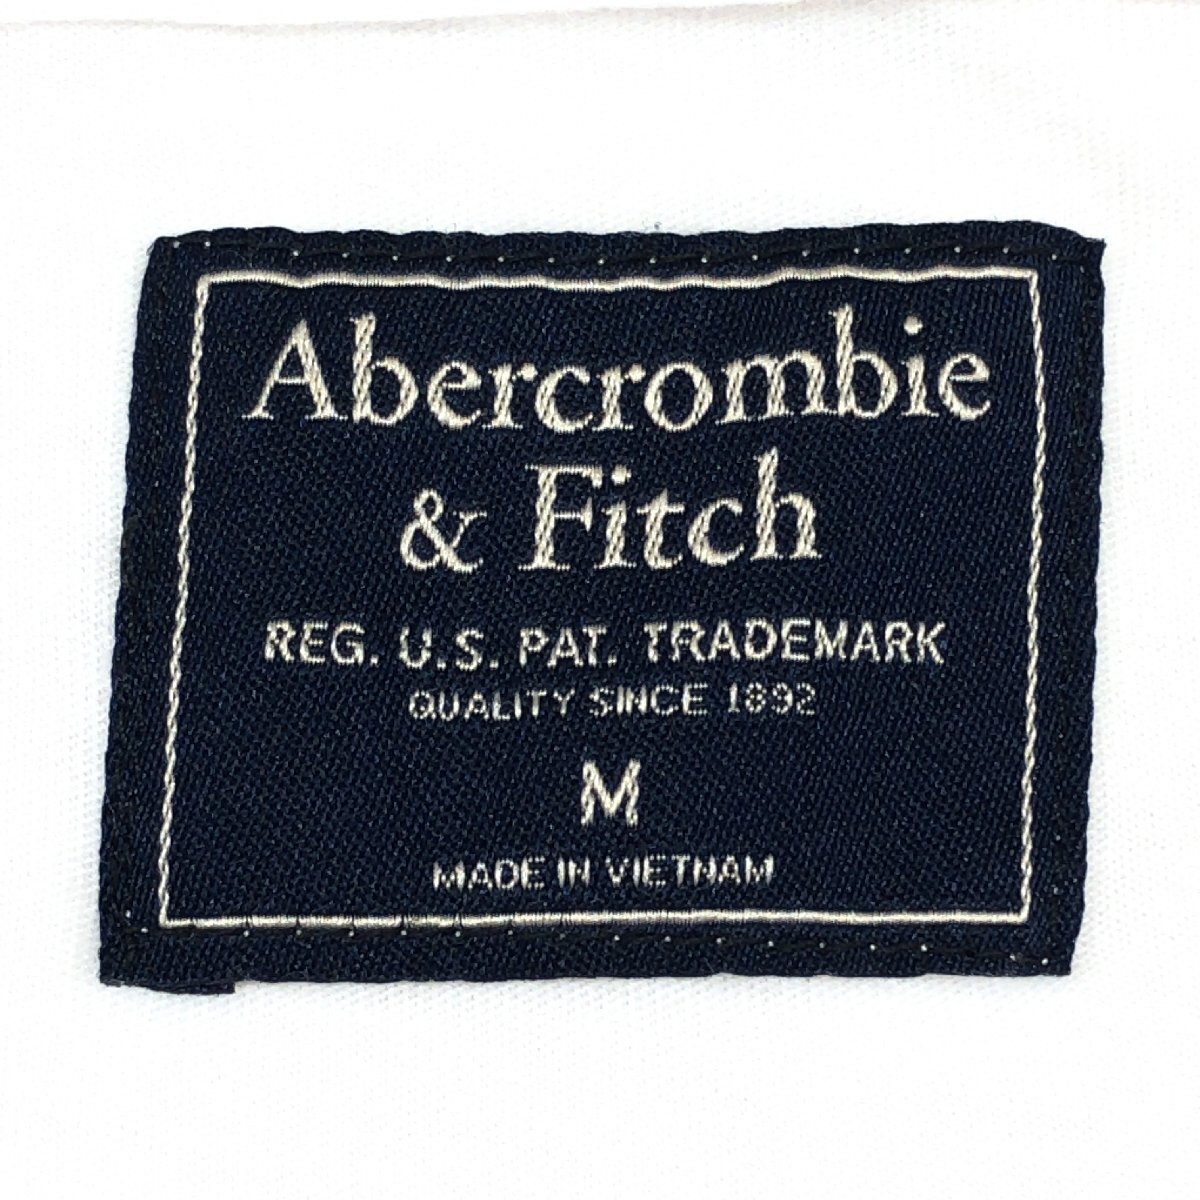 Abercrombie
& Fitch
REG. U.S. PAT. TRADEMARK
QUALITY SINCE 1892
M
MADE IN VIETNAM